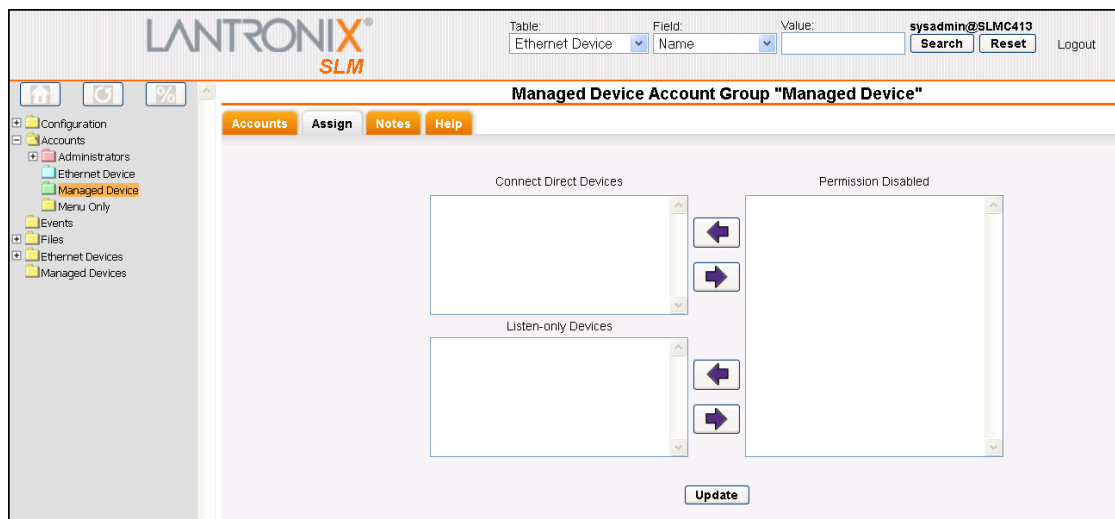 LANTRONIX®
SLM
Table:
Field:
Value:
sysadmin@SLMC413
Ethernet Device
Name
Search
Reset
Logout
%
Managed Device Account Group "Managed Device"
Configuration
Accounts
Administrators
Ethernet Device
Managed Device
Menu Only
Events
Files
Ethernet Devices
Managed Devices
Accounts
Assign
Notes
Help
Connect Direct Devices
Permission Disabled
Listen-only Devices
Update